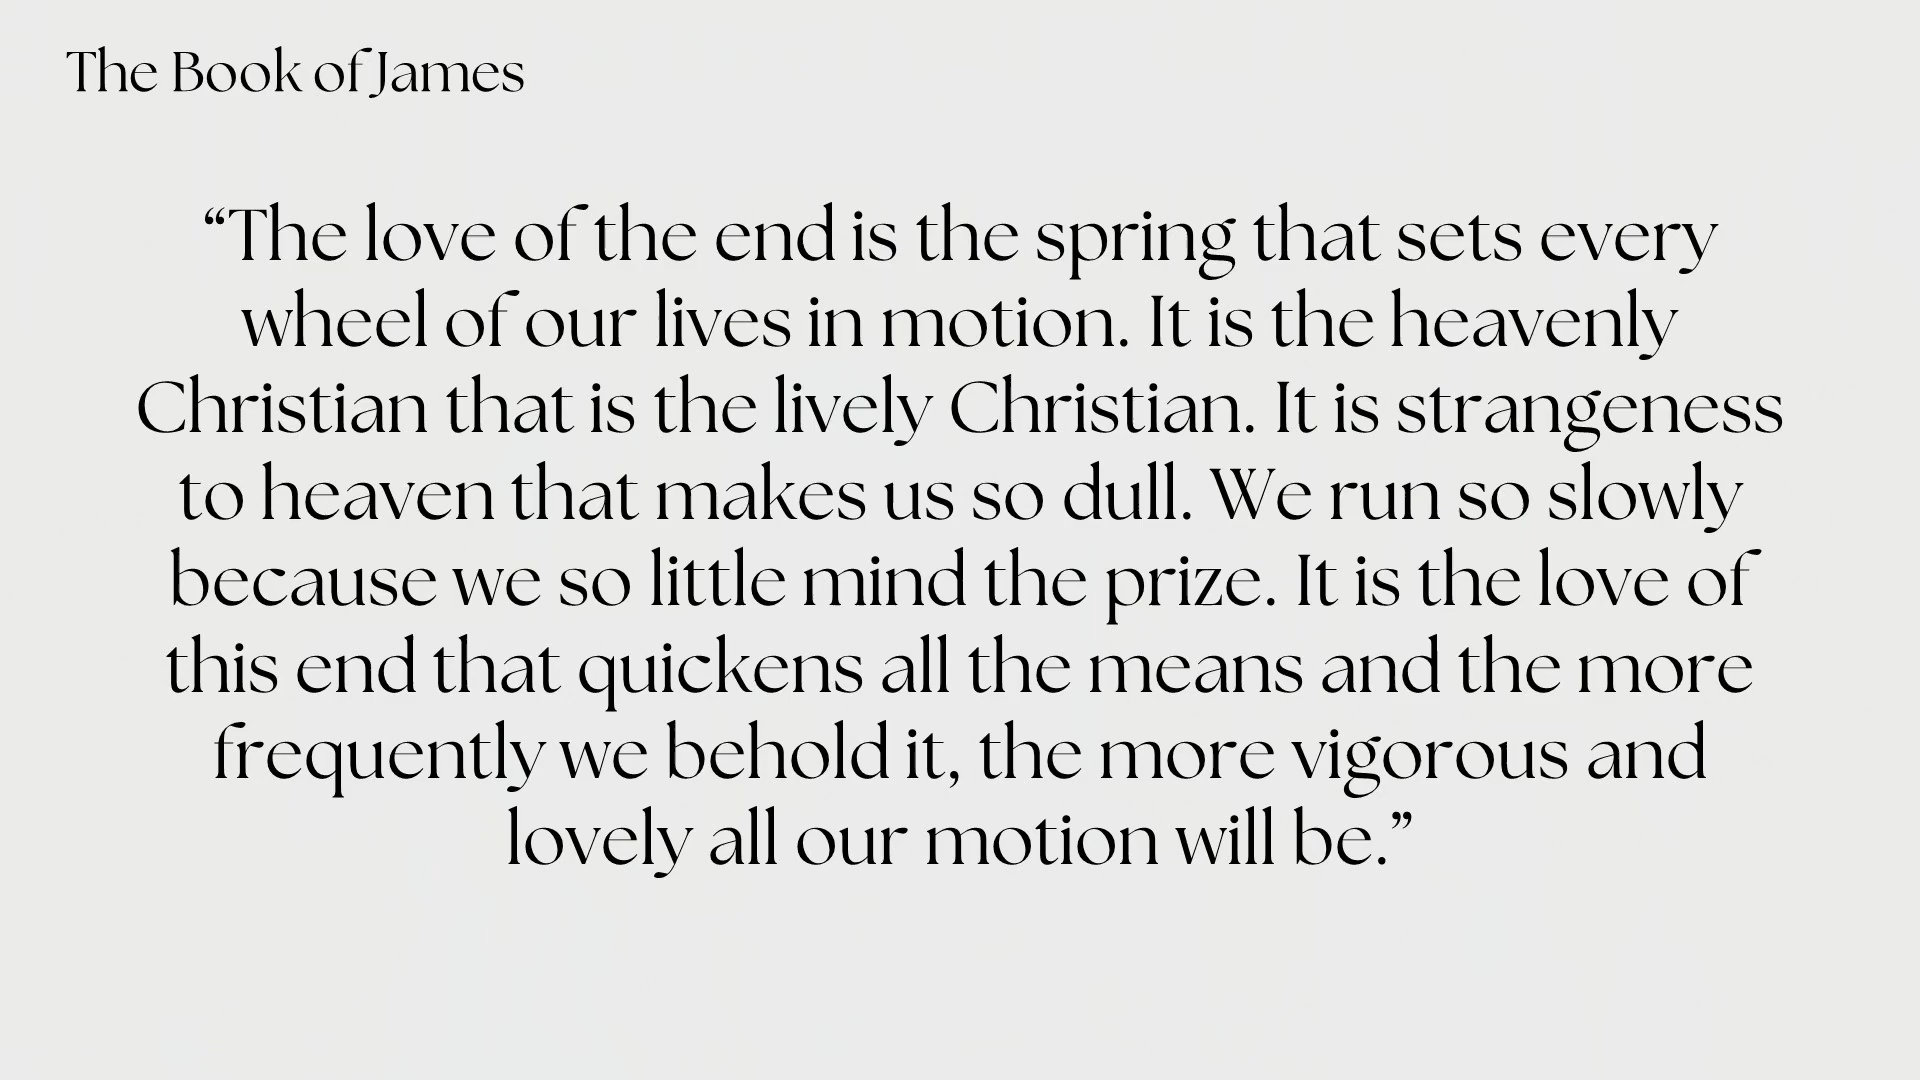 The Book of James
“The love of the end is the spring that sets every
wheel of our lives in motion. It is the heavenly
Christian that is the lively Christian. It is strangeness
to heaven that makes us so dull. We run so slowly
because we so little mind the prize. It is the love of
this end that quickens all the means and the more
frequently we behold it, the more vigorous and
lovely all our motion will be.”